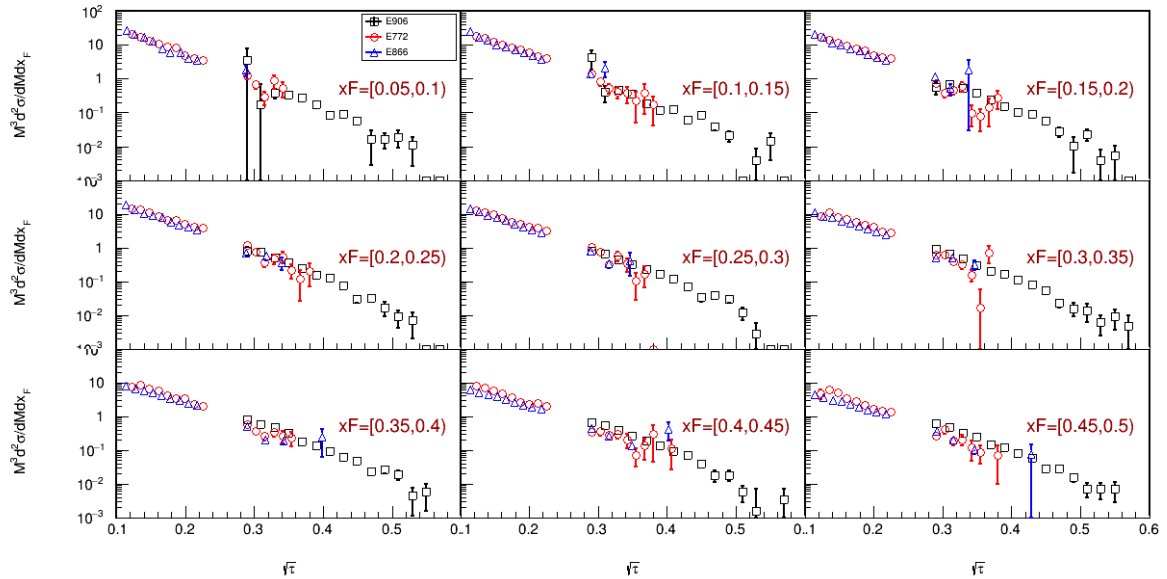 M³d²σ/dMdx_F
10²
10
1
10⁻¹
10⁻²
10⁻³
E906
E772
E866
xF=[0.05,0.1)
xF=[0.1,0.15)
xF=[0.15,0.2)
M³d²σ/dMdx_F
10
1
10⁻¹
10⁻²
xF=[0.2,0.25)
xF=[0.25,0.3)
xF=[0.3,0.35)
M³d²σ/dMdx_F
10
1
10⁻¹
10⁻²
10⁻³
xF=[0.35,0.4)
xF=[0.4,0.45)
xF=[0.45,0.5)
0.1 0.2 0.3 0.4 0.5 0.2 0.3 0.4 0.5 0.2 0.3 0.4 0.5 0.6
√τ √τ √τ